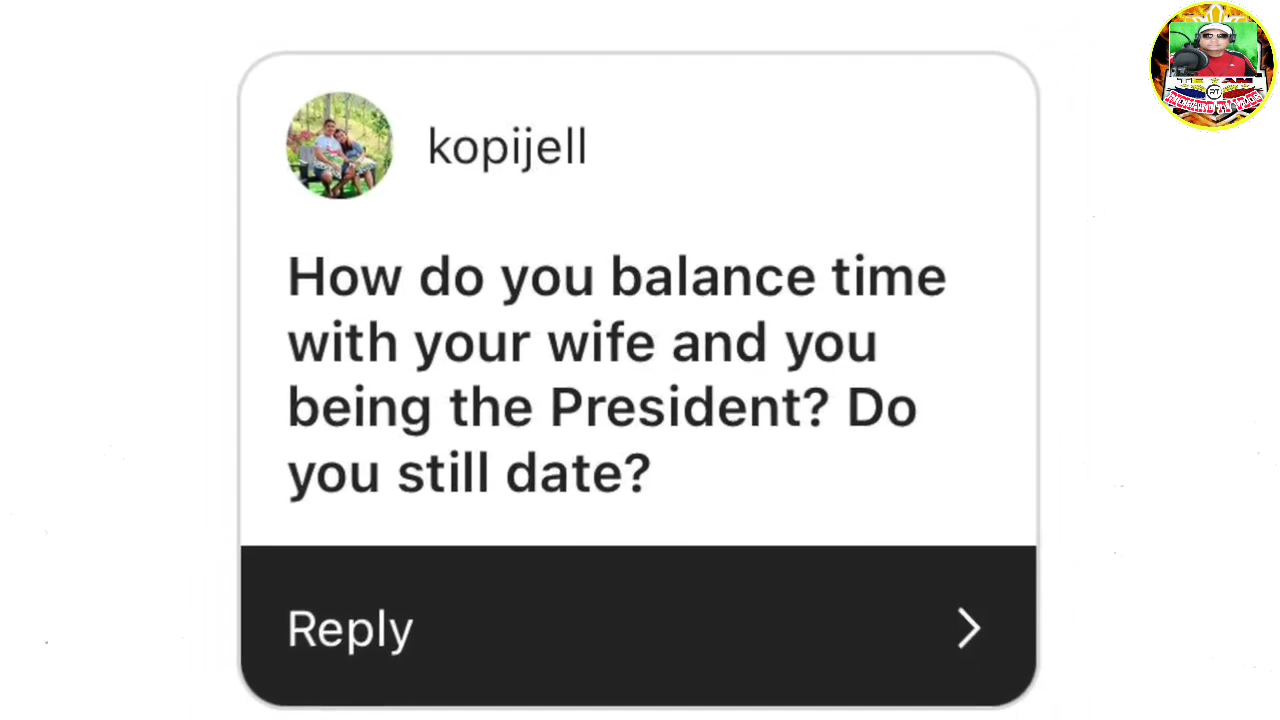 kopijell
How do you balance time
with your wife and you
being the President? Do
you still date?
Reply